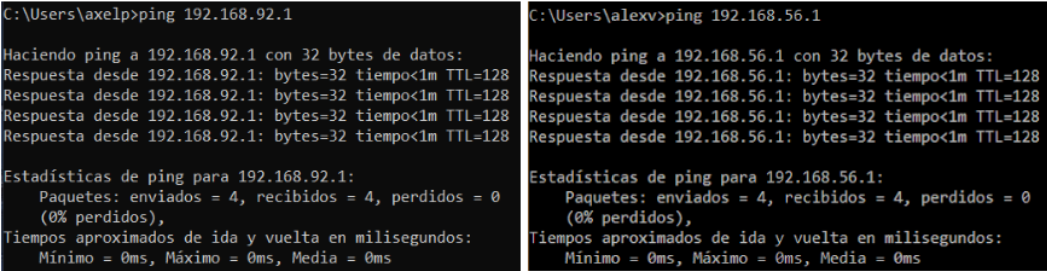 C:\Users\axelp>ping 192.168.92.1
Haciendo ping a 192.168.92.1 con 32 bytes de datos:
Respuesta desde 192.168.92.1: bytes=32 tiempo<1m TTL=128
Respuesta desde 192.168.92.1: bytes=32 tiempo<1m TTL=128
Respuesta desde 192.168.92.1: bytes=32 tiempo<1m TTL=128
Respuesta desde 192.168.92.1: bytes=32 tiempo<1m TTL=128
Estadísticas de ping para 192.168.92.1:
Paquetes: enviados = 4, recibidos = 4, perdidos = 0
(0% perdidos),
Tiempos aproximados de ida y vuelta en milisegundos:
Mínimo = 0ms, Máximo = 0ms, Media = 0ms
C:\Users\alexv>ping 192.168.56.1
Haciendo ping a 192.168.56.1 con 32 bytes de datos:
Respuesta desde 192.168.56.1: bytes=32 tiempo<1m TTL=128
Respuesta desde 192.168.56.1: bytes=32 tiempo<1m TTL=128
Respuesta desde 192.168.56.1: bytes=32 tiempo<1m TTL=128
Respuesta desde 192.168.56.1: bytes=32 tiempo<1m TTL=128
Estadísticas de ping para 192.168.56.1:
Paquetes: enviados = 4, recibidos = 4, perdidos = 0
(0% perdidos),
Tiempos aproximados de ida y vuelta en milisegundos:
Mínimo = 0ms, Máximo = 0ms, Media = 0ms